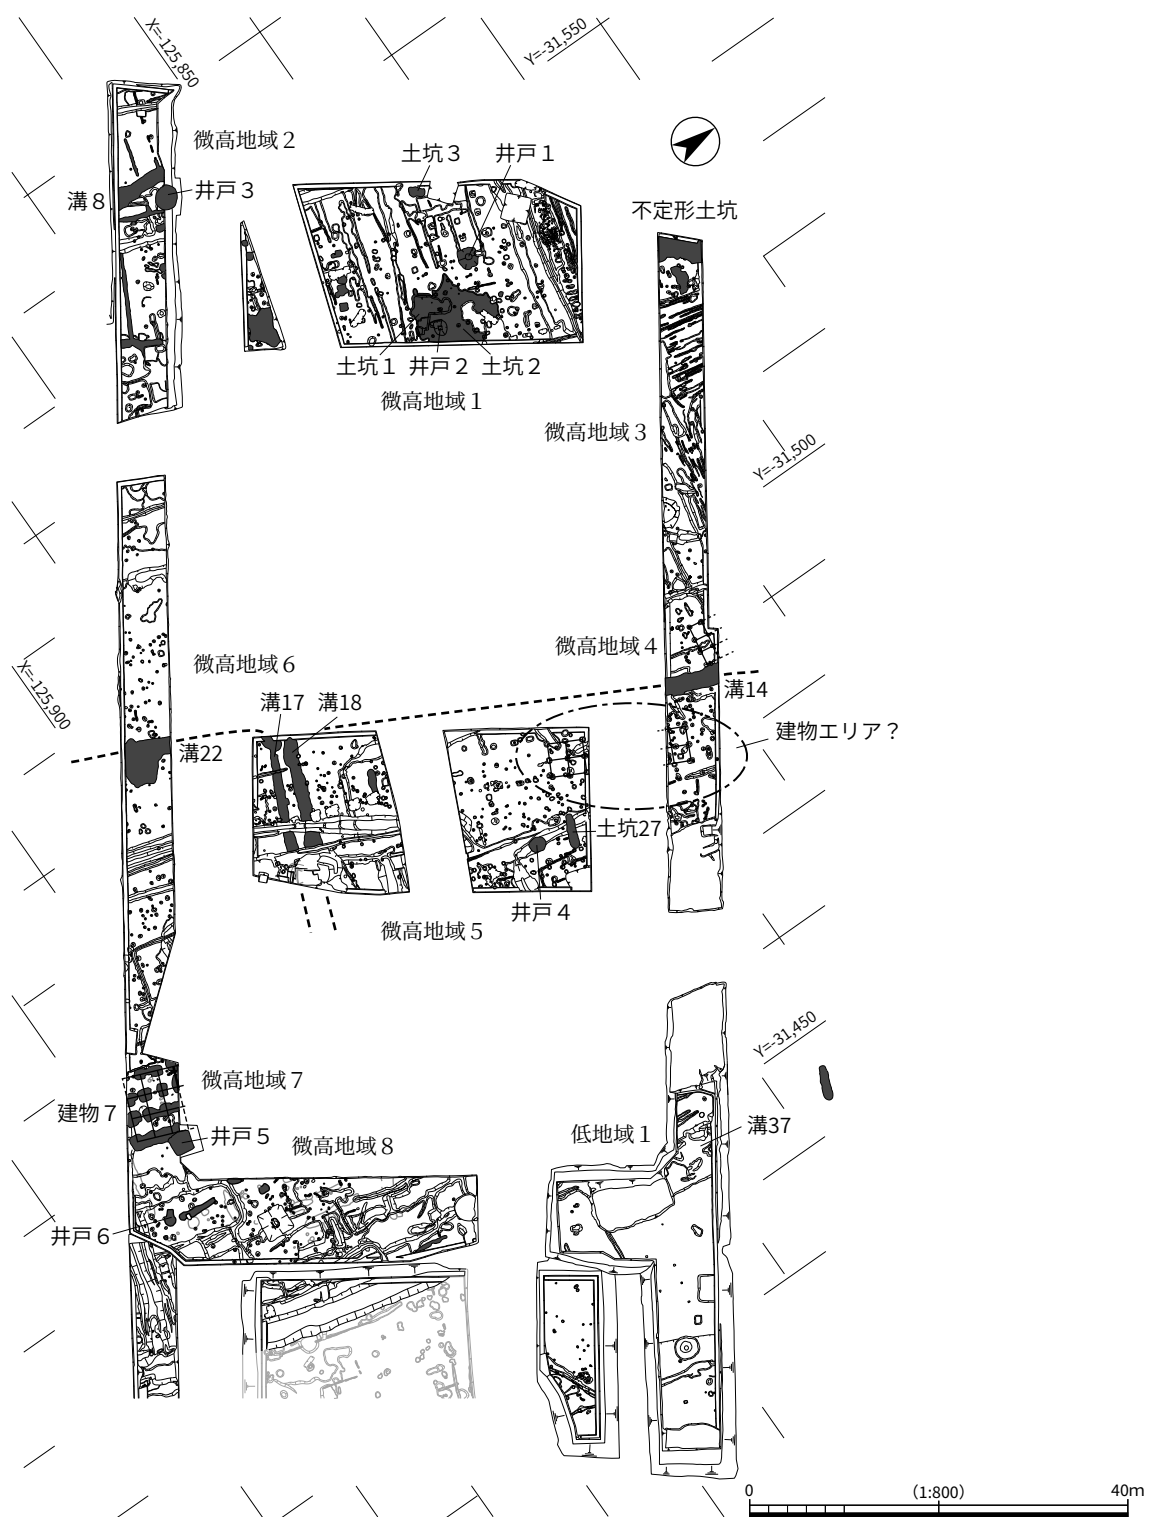 X=-125,850
Y=-31,550
微高地域２
土坑３
井戸１
溝８
井戸３
不定形土坑
土坑１
井戸２
土坑２
微高地域１
微高地域３
Y=-31,500
微高地域４
微高地域６
X=-125,900
溝17
溝18
溝14
建物エリア？
溝22
土坑27
井戸４
微高地域５
Y=-31,450
微高地域７
建物７
井戸５
微高地域８
低地域１
溝37
井戸６
0
（1:800）
40m